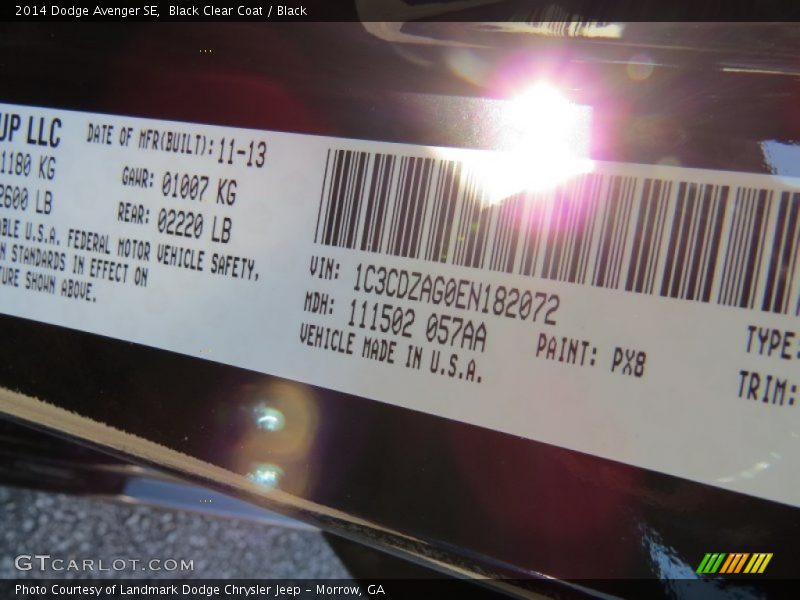 2014 Dodge Avenger SE,  Black Clear Coat / Black
UP LLC
DATE OF MFR(BUILT): 11-13
1180 KG
GAWR: 01007 KG
2600 LB
REAR: 02220 LB
ABLE U.S.A. FEDERAL MOTOR VEHICLE SAFETY,
N STANDARDS IN EFFECT ON
TURE SHOWN ABOVE.
VIN: 1C3CDZAG0EN182072
MDH: 111502 057AA
VEHICLE MADE IN U.S.A.
PAINT: PX8
TYPE:
TRIM:
GTCARLOT.COM
Photo Courtesy of Landmark Dodge Chrysler Jeep - Morrow, GA